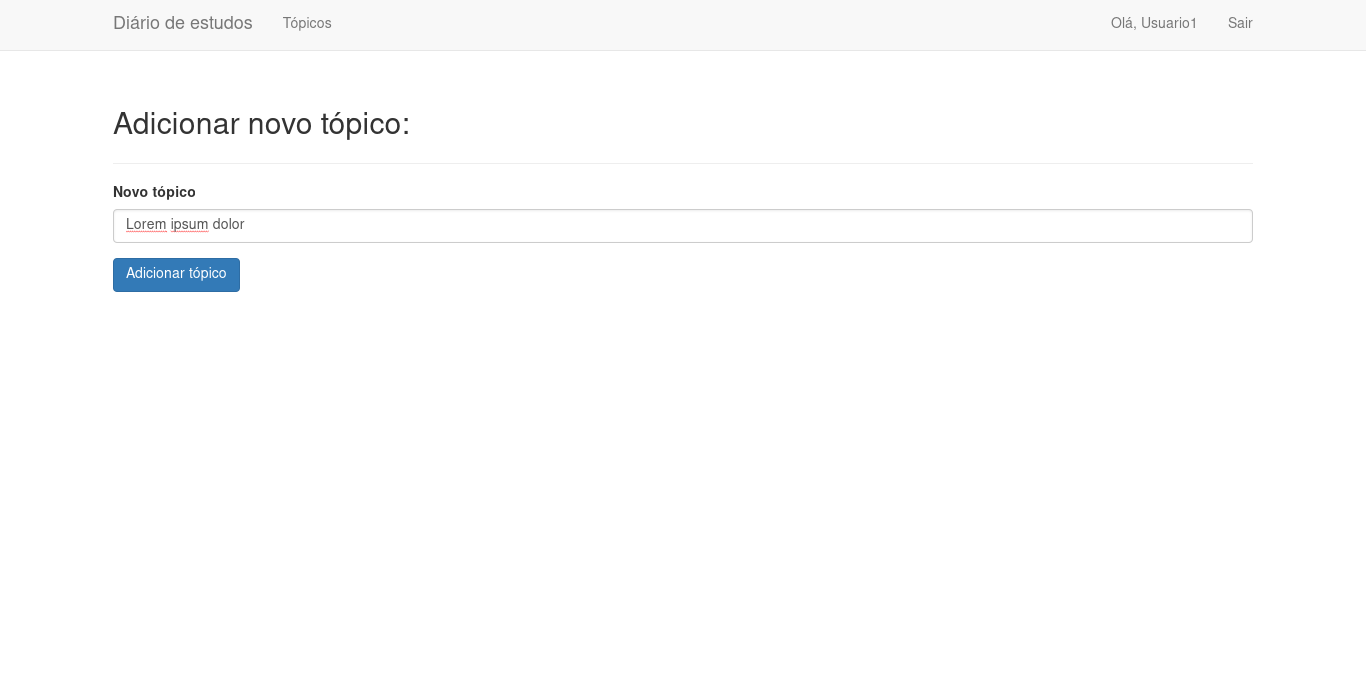 Diário de estudos Tópicos Olá, Usuario1 Sair
Adicionar novo tópico:
Novo tópico
Lorem ipsum dolor
Adicionar tópico